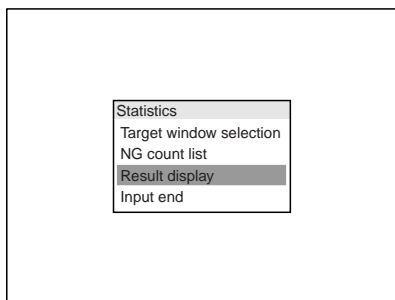 Statistics
Target window selection
NG count list
Result display
Input end